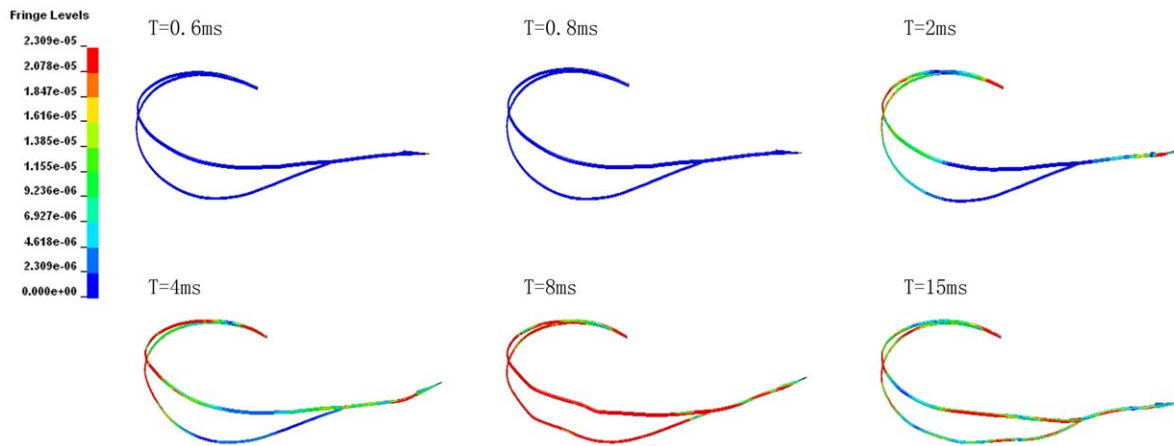 Fringe Levels
2.309e-05
2.078e-05
1.847e-05
1.616e-05
1.385e-05
1.155e-05
9.236e-06
6.927e-06
4.618e-06
2.309e-06
0.000e+00
T=0.6ms
T=0.8ms
T=2ms
T=4ms
T=8ms
T=15ms